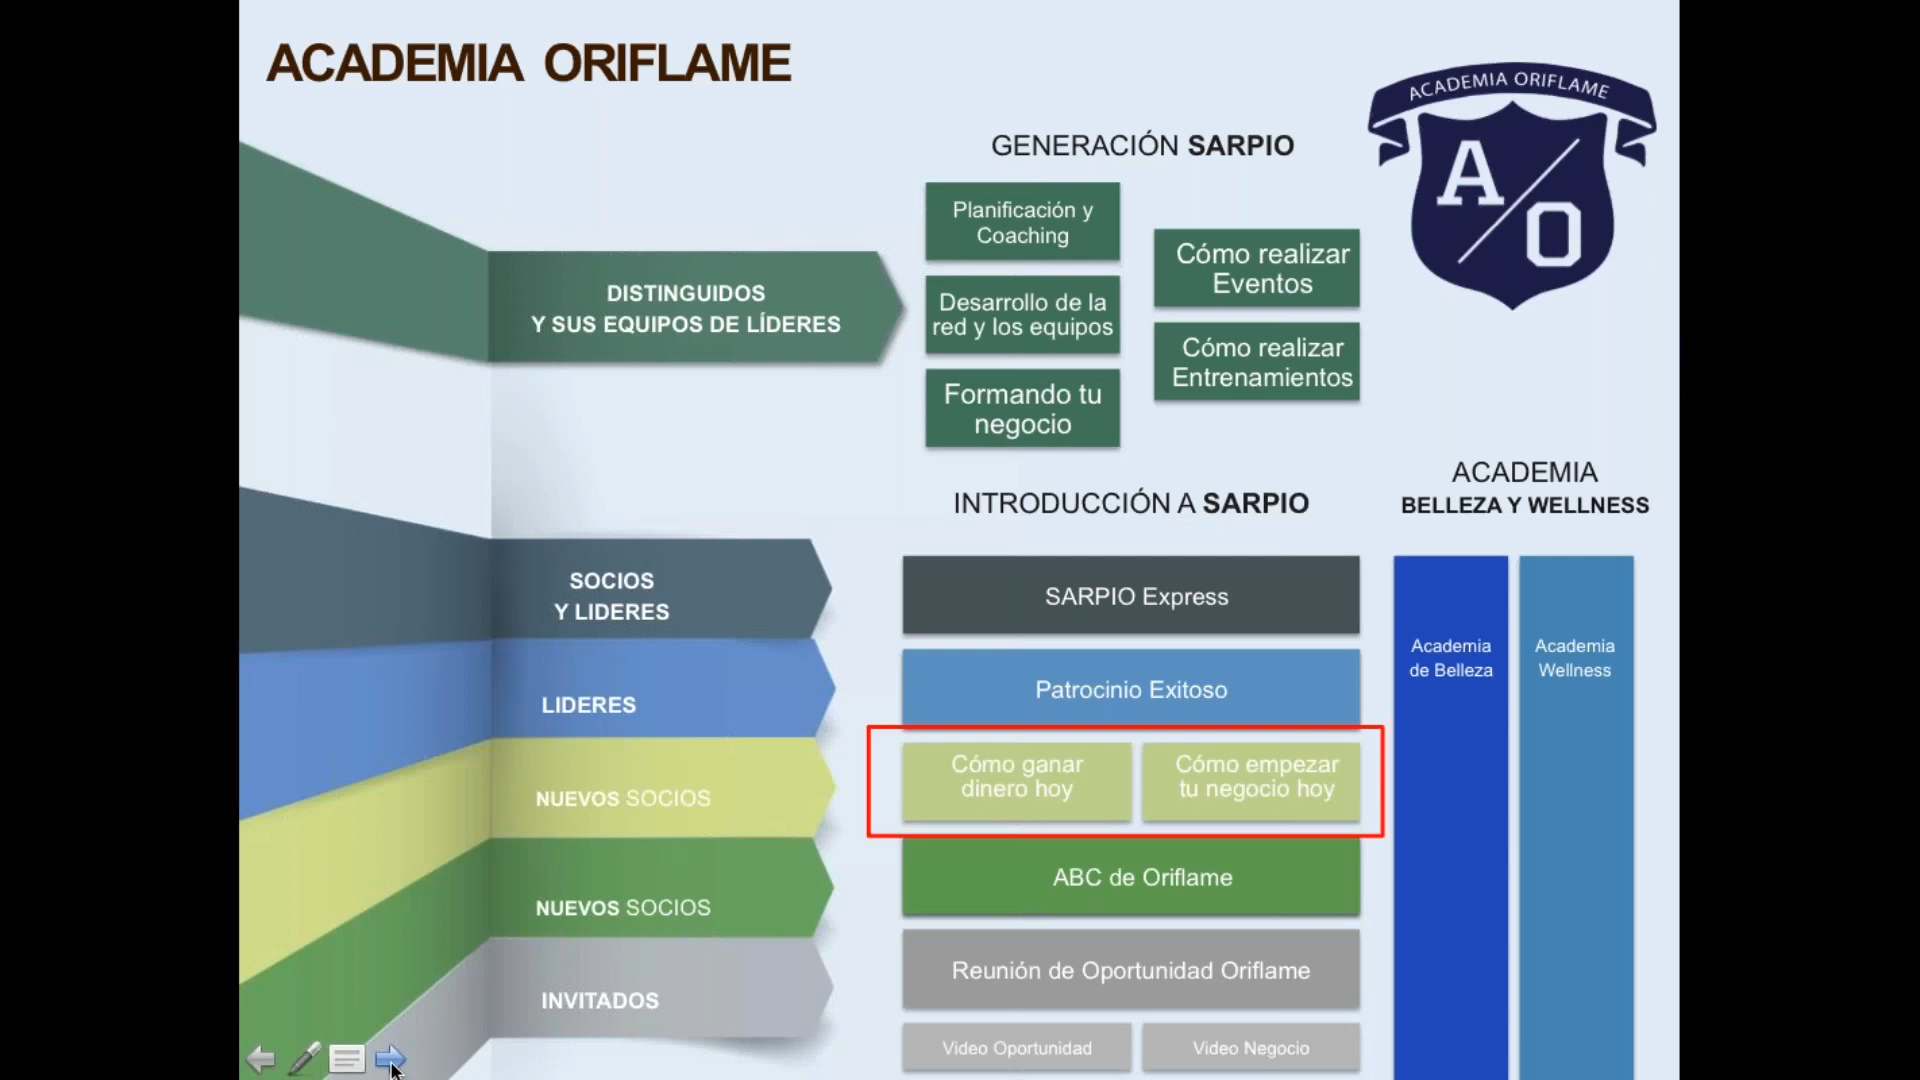 ACADEMIA ORIFLAME
ACADEMIA ORIFLAME
A
O
GENERACIÓN SARPIO
Planificación y
Coaching
Cómo realizar
Eventos
DISTINGUIDOS
Y SUS EQUIPOS DE LÍDERES
Desarrollo de la
red y los equipos
Cómo realizar
Entrenamientos
Formando tu
negocio
INTRODUCCIÓN A SARPIO
ACADEMIA
BELLEZA Y WELLNESS
SOCIOS
Y LIDERES
SARPIO Express
Academia
de Belleza
Academia
Wellness
LIDERES
Patrocinio Exitoso
NUEVOS SOCIOS
Cómo ganar
dinero hoy
Cómo empezar
tu negocio hoy
NUEVOS SOCIOS
ABC de Oriflame
INVITADOS
Reunión de Oportunidad Oriflame
Video Oportunidad
Video Negocio